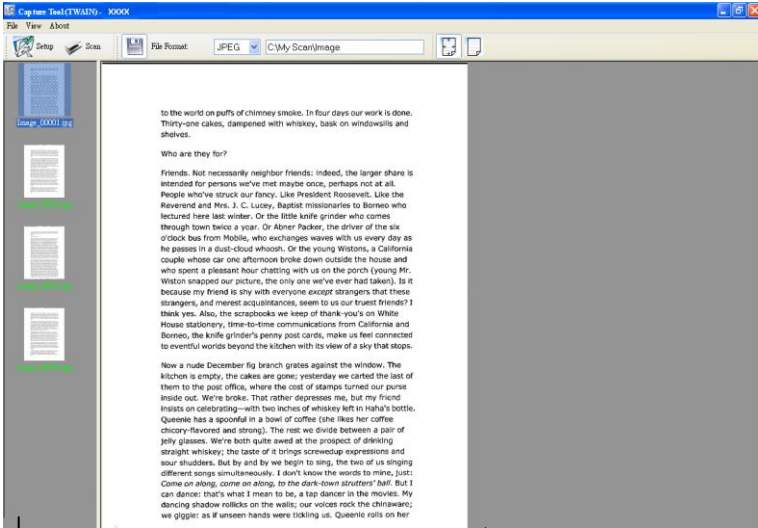 Capture Tool(TWAIN) - XXXX
File View About
Setup Scan File Format: JPEG C:\My Scan\Image
Image_00001.jpg
to the world on puffs of chimney smoke. In four days our work is done.
Thirty-one cakes, dampened with whiskey, bask on windowsills and
shelves.
Who are they for?
Friends. Not necessarily neighbor friends: indeed, the larger share is
intended for persons we've met maybe once, perhaps not at all.
People who've struck our fancy. Like President Roosevelt. Like the
Reverend and Mrs. J. C. Lucey, Baptist missionaries to Borneo who
lectured here last winter. Or the little knife grinder who comes
through town twice a year. Or Abner Packer, the driver of the six
o'clock bus from Mobile, who exchanges waves with us every day as
he passes in a dust-cloud whoosh. Or the young Wistons, a California
couple whose car one afternoon broke down outside the house and
who spent a pleasant hour chatting with us on the porch (young Mr.
Wiston snapped our picture, the only one we've ever had taken). Is it
because my friend is shy with everyone except strangers that these
strangers, and merest acquaintances, seem to us our truest friends? I
think yes. Also, the scrapbooks we keep of thank-you's on White
House stationery, time-to-time communications from California and
Borneo, the knife grinder's penny post cards, make us feel connected
to eventful worlds beyond the kitchen with its view of a sky that stops.
Now a nude December fig branch grates against the window. The
kitchen is empty, the cakes are gone; yesterday we carted the last of
them to the post office, where the cost of stamps turned our purse
inside out. We're broke. That rather depresses me, but my friend
insists on celebrating—with two inches of whiskey left in Haha's bottle.
Queenie has a spoonful in a bowl of coffee (she likes her coffee
chicory-flavored and strong). The rest we divide between a pair of
jelly glasses. We're both quite awed at the prospect of drinking
straight whiskey; the taste of it brings screwedup expressions and
sour shudders. But by and by we begin to sing, the two of us singing
different songs simultaneously. I don't know the words to mine, just:
Come on along, come on along, to the dark-town strutters' ball. But I
can dance: that's what I mean to be, a tap dancer in the movies. My
dancing shadow rollicks on the walls; our voices rock the chinaware;
we giggle: as if unseen hands were tickling us. Queenie rolls on her